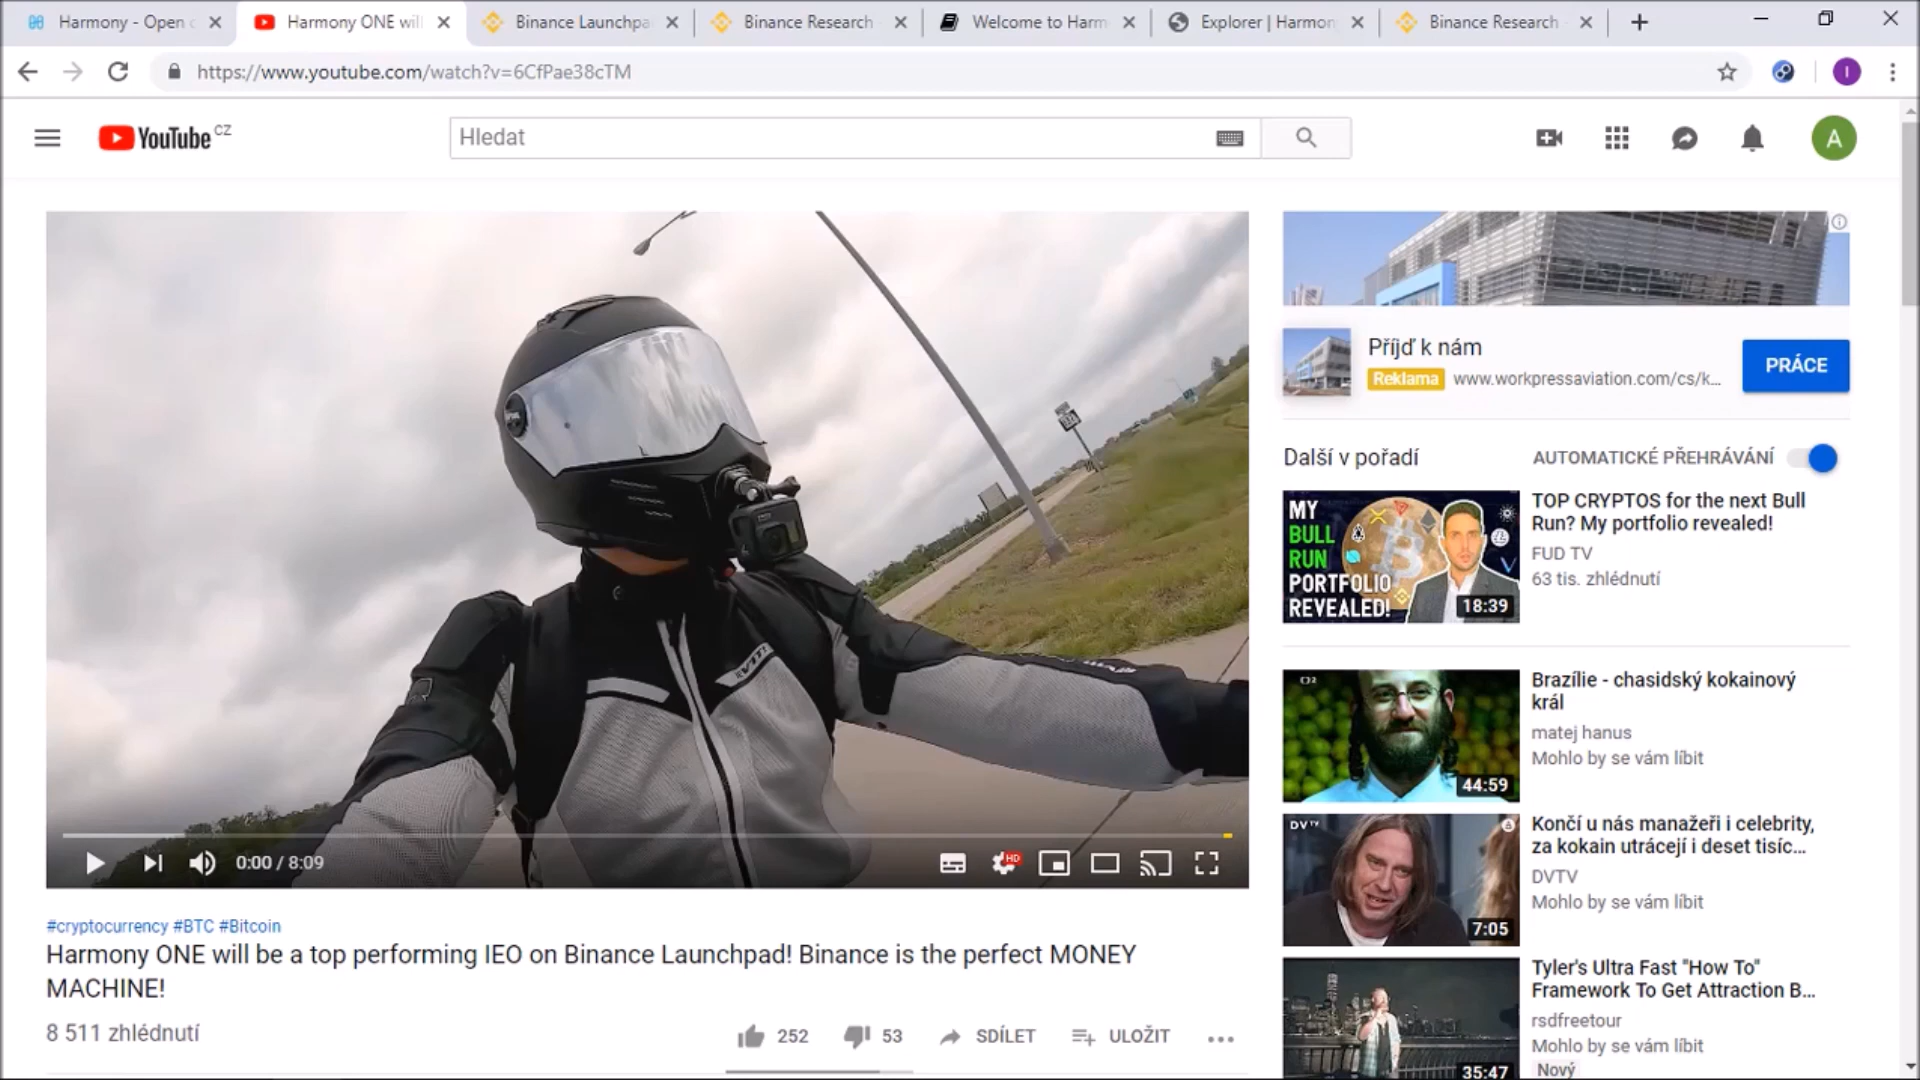 Harmony - Open c
Harmony ONE will
Binance Launchpa
Binance Research -
Welcome to Harm
Explorer | Harmon
Binance Research -
https://www.youtube.com/watch?v=6CfPae38cTM
I
YouTube CZ
Hledat
A
Příjď k nám
Reklama www.workpressaviation.com/cs/k...
PRÁCE
Další v pořadí
AUTOMATICKÉ PŘEHRÁVÁNÍ
MY
BULL
RUN
PORTFOLIO
REVEALED!
18:39
TOP CRYPTOS for the next Bull
Run? My portfolio revealed!
FUD TV
63 tis. zhlédnutí
44:59
Brazílie - chasidský kokainový
král
matej hanus
Mohlo by se vám líbit
DVTV
7:05
Končí u nás manažeři i celebrity,
za kokain utrácejí i deset tisíc...
DVTV
Mohlo by se vám líbit
35:47
Tyler's Ultra Fast "How To"
Framework To Get Attraction B...
rsdfreetour
Mohlo by se vám líbit
Nový
0:00 / 8:09
HD
#cryptocurrency #BTC #Bitcoin
Harmony ONE will be a top performing IEO on Binance Launchpad! Binance is the perfect MONEY
MACHINE!
8 511 zhlédnutí
252
53
SDÍLET
ULOŽIT